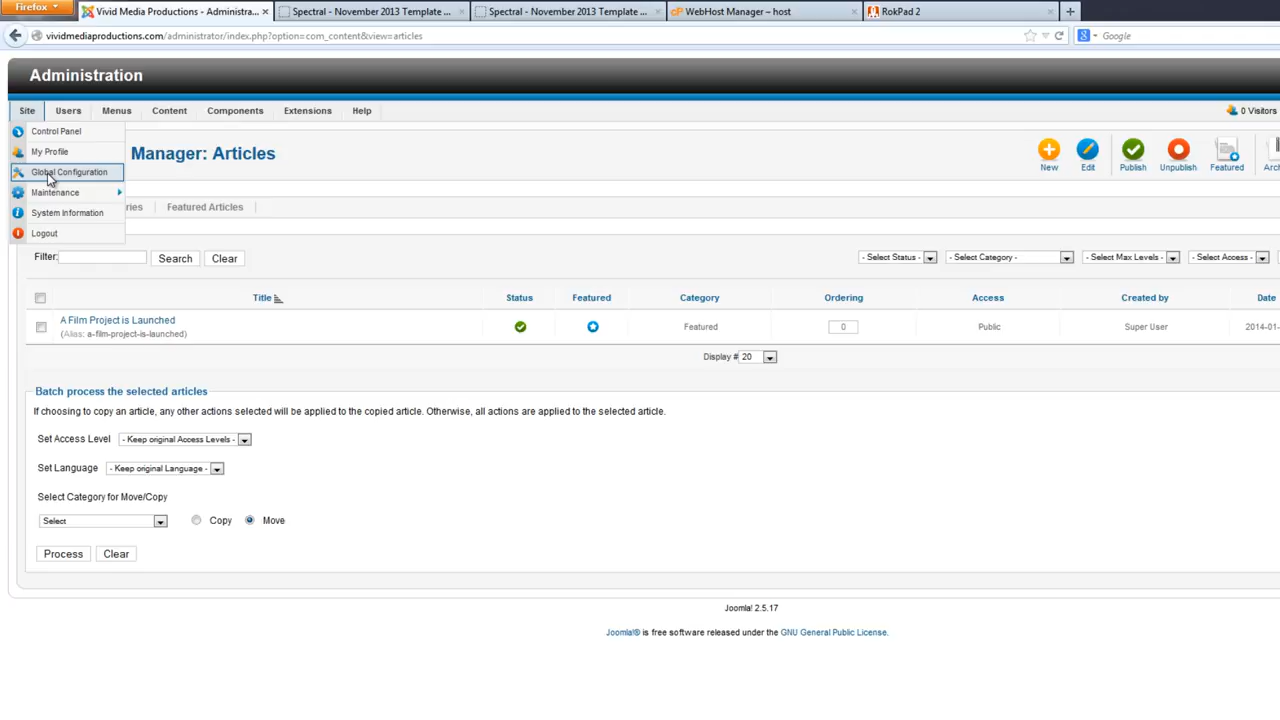 Firefox
Vivid Media Productions - Administra... × Spectral - November 2013 Template ... × Spectral - November 2013 Template ... × WebHost Manager – host × RokPad 2 × +
vividmediaproductions.com/administrator/index.php?option=com_content&view=articles Google
Administration
Site Users Menus Content Components Extensions Help 0 Visitors
Control Panel
My Profile
Manager: Articles
New Edit Publish Unpublish Featured
Global Configuration
Maintenance
System Information
Featured Articles
Logout
Filter: Search Clear - Select Status - - Select Category - - Select Max Levels - - Select Access -
Title Status Featured Category Ordering Access Created by Date
A Film Project is Launched
Featured 0 Public Super User 2014-01-
(Alias: a-film-project-is-launched)
Display # 20
Batch process the selected articles
If choosing to copy an article, any other actions selected will be applied to the copied article. Otherwise, all actions are applied to the selected article.
Set Access Level - Keep original Access Levels -
Set Language - Keep original Language -
Select Category for Move/Copy
Select Copy Move
Process Clear
Joomla! 2.5.17
Joomla!® is free software released under the GNU General Public License.